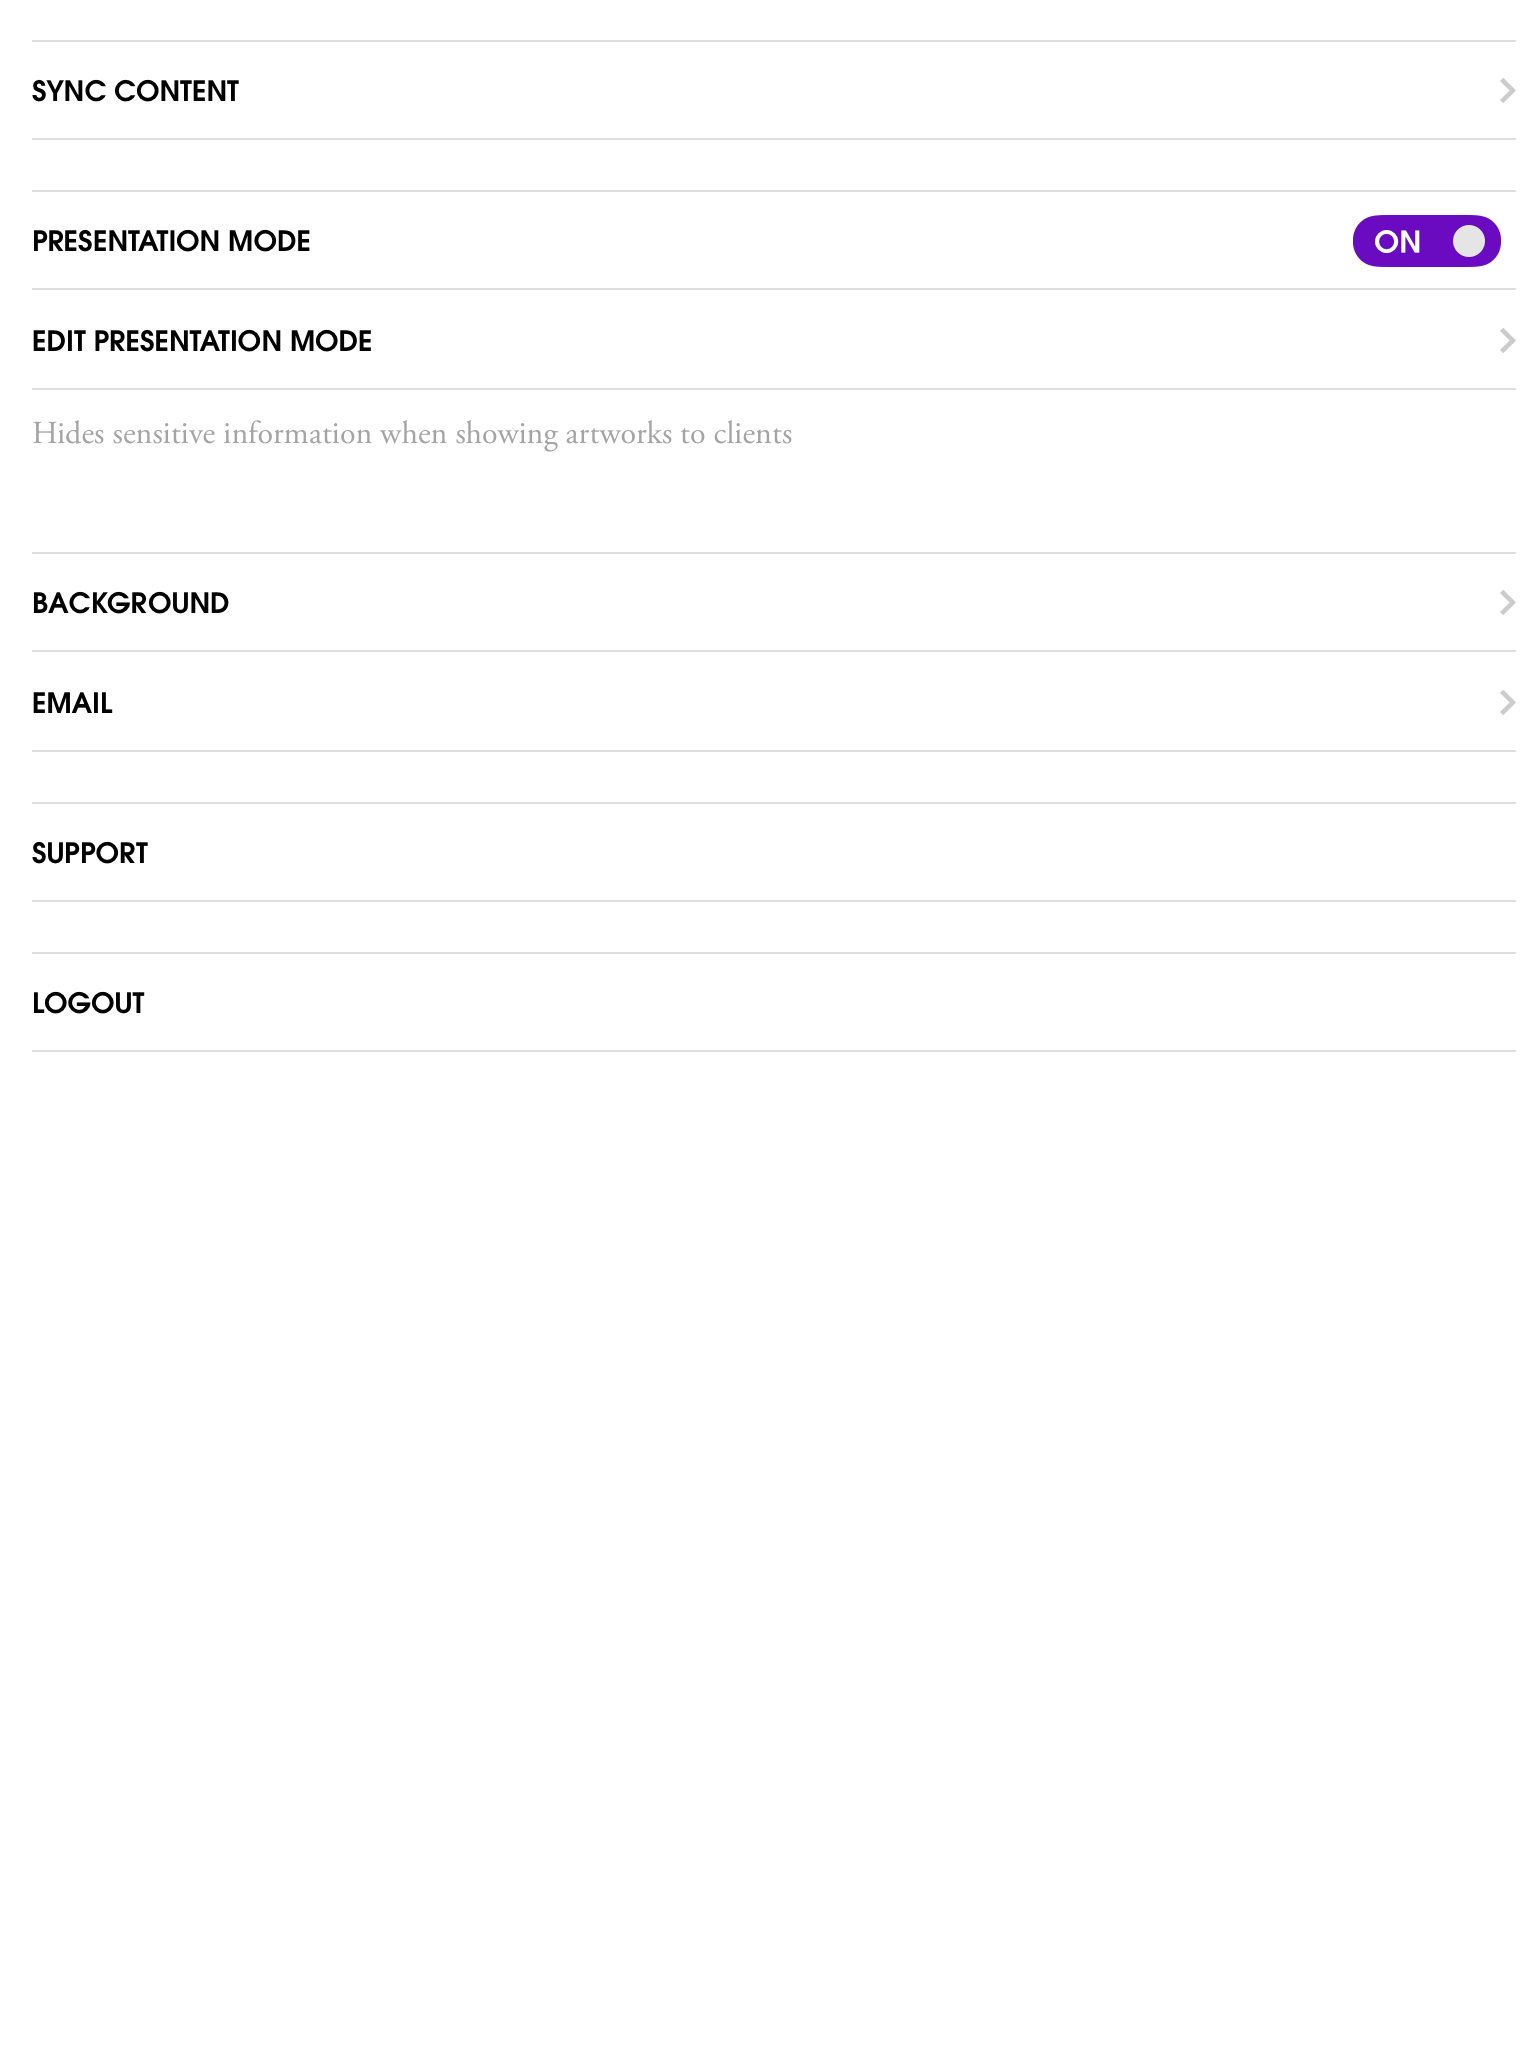 SYNC CONTENT
PRESENTATION MODE
ON
EDIT PRESENTATION MODE
Hides sensitive information when showing artworks to clients
BACKGROUND
EMAIL
SUPPORT
LOGOUT